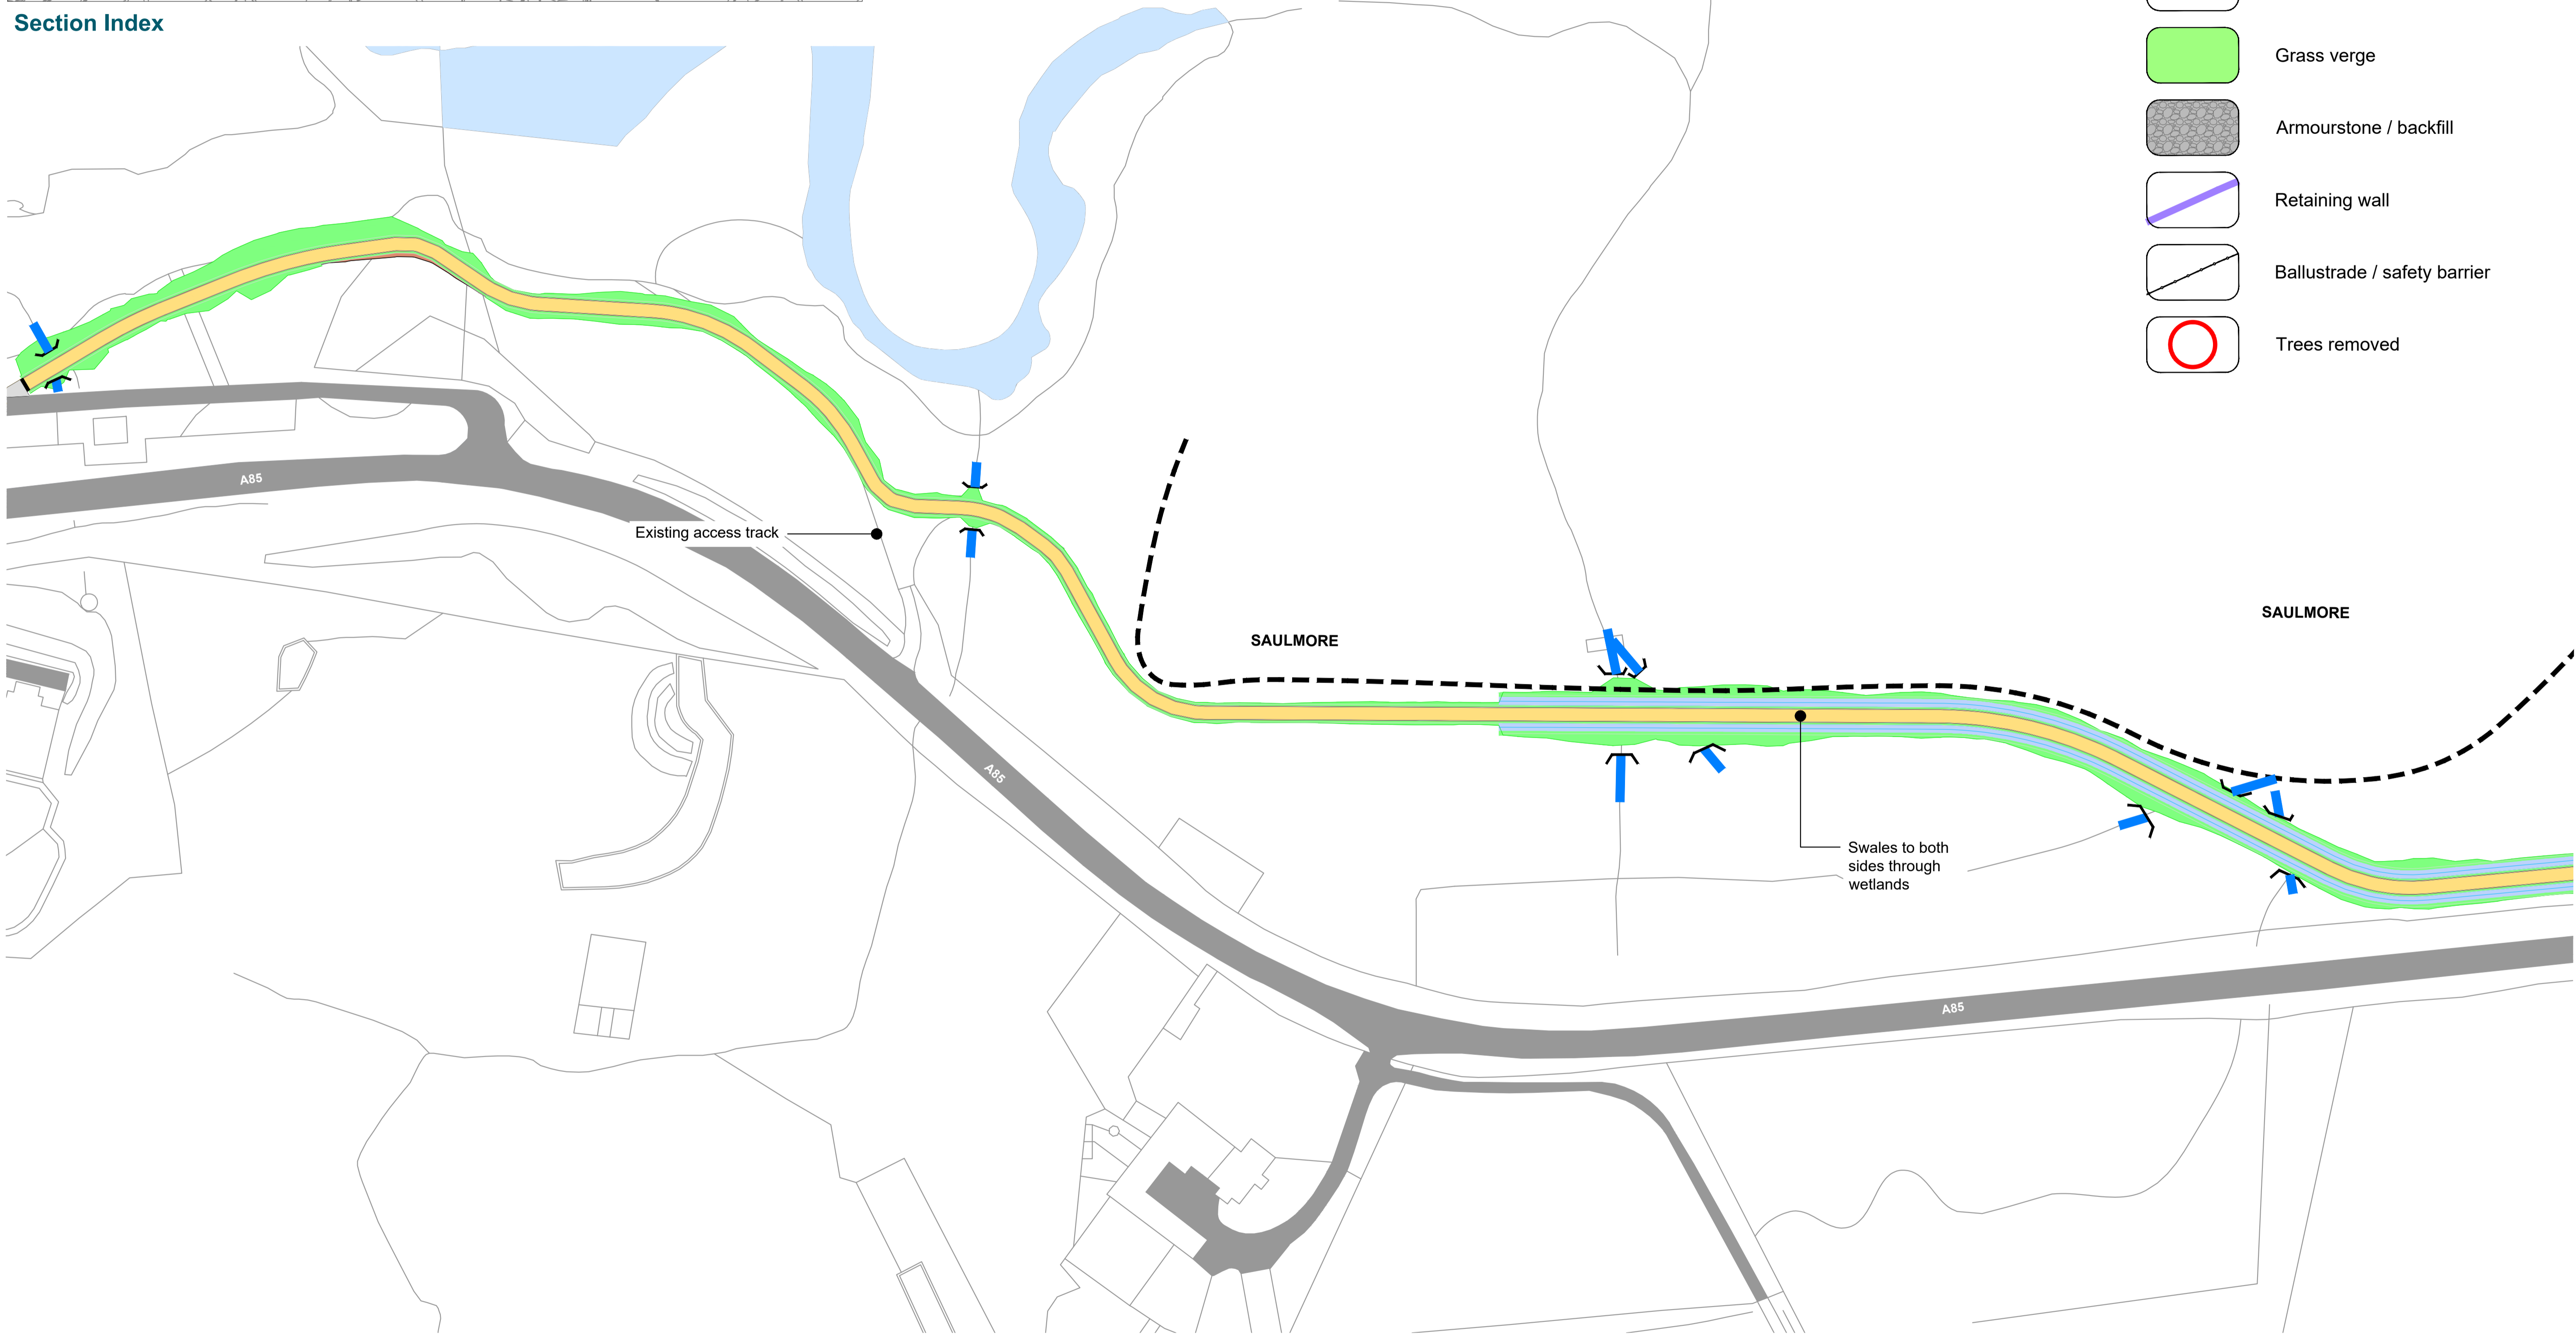 Section Index
Grass verge
Armourstone / backfill
Retaining wall
Ballustrade / safety barrier
Trees removed
A85
Existing access track
SAULMORE
SAULMORE
A85
Swales to both
sides through
wetlands
A85